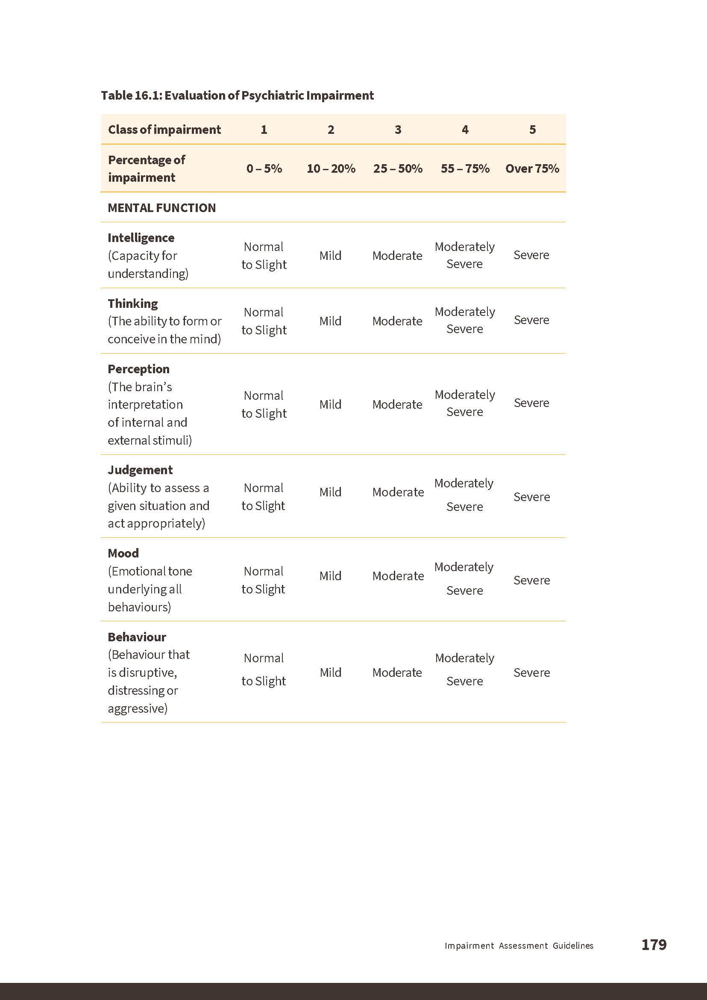 Table 16.1: Evaluation of Psychiatric Impairment
Class of impairment 1 2 3 4 5
Percentage of
impairment
0 – 5% 10 – 20% 25 – 50% 55 – 75% Over 75%
MENTAL FUNCTION
Intelligence
(Capacity for
understanding)
Normal
to Slight
Mild
Moderate
Moderately
Severe
Severe
Thinking
(The ability to form or
conceive in the mind)
Normal
to Slight
Mild
Moderate
Moderately
Severe
Severe
Perception
(The brain’s
interpretation
of internal and
external stimuli)
Normal
to Slight
Mild
Moderate
Moderately
Severe
Severe
Judgement
(Ability to assess a
given situation and
act appropriately)
Normal
to Slight
Mild
Moderate
Moderately
Severe
Severe
Mood
(Emotional tone
underlying all
behaviours)
Normal
to Slight
Mild
Moderate
Moderately
Severe
Severe
Behaviour
(Behaviour that
is disruptive,
distressing or
aggressive)
Normal
to Slight
Mild
Moderate
Moderately
Severe
Severe
Impairment Assessment Guidelines 179